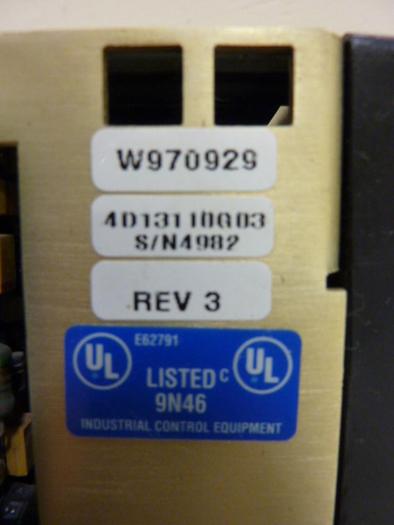 W970929
4D13110G03
S/N4982
REV 3
E62791
UL LISTED C UL
9N46
INDUSTRIAL CONTROL EQUIPMENT